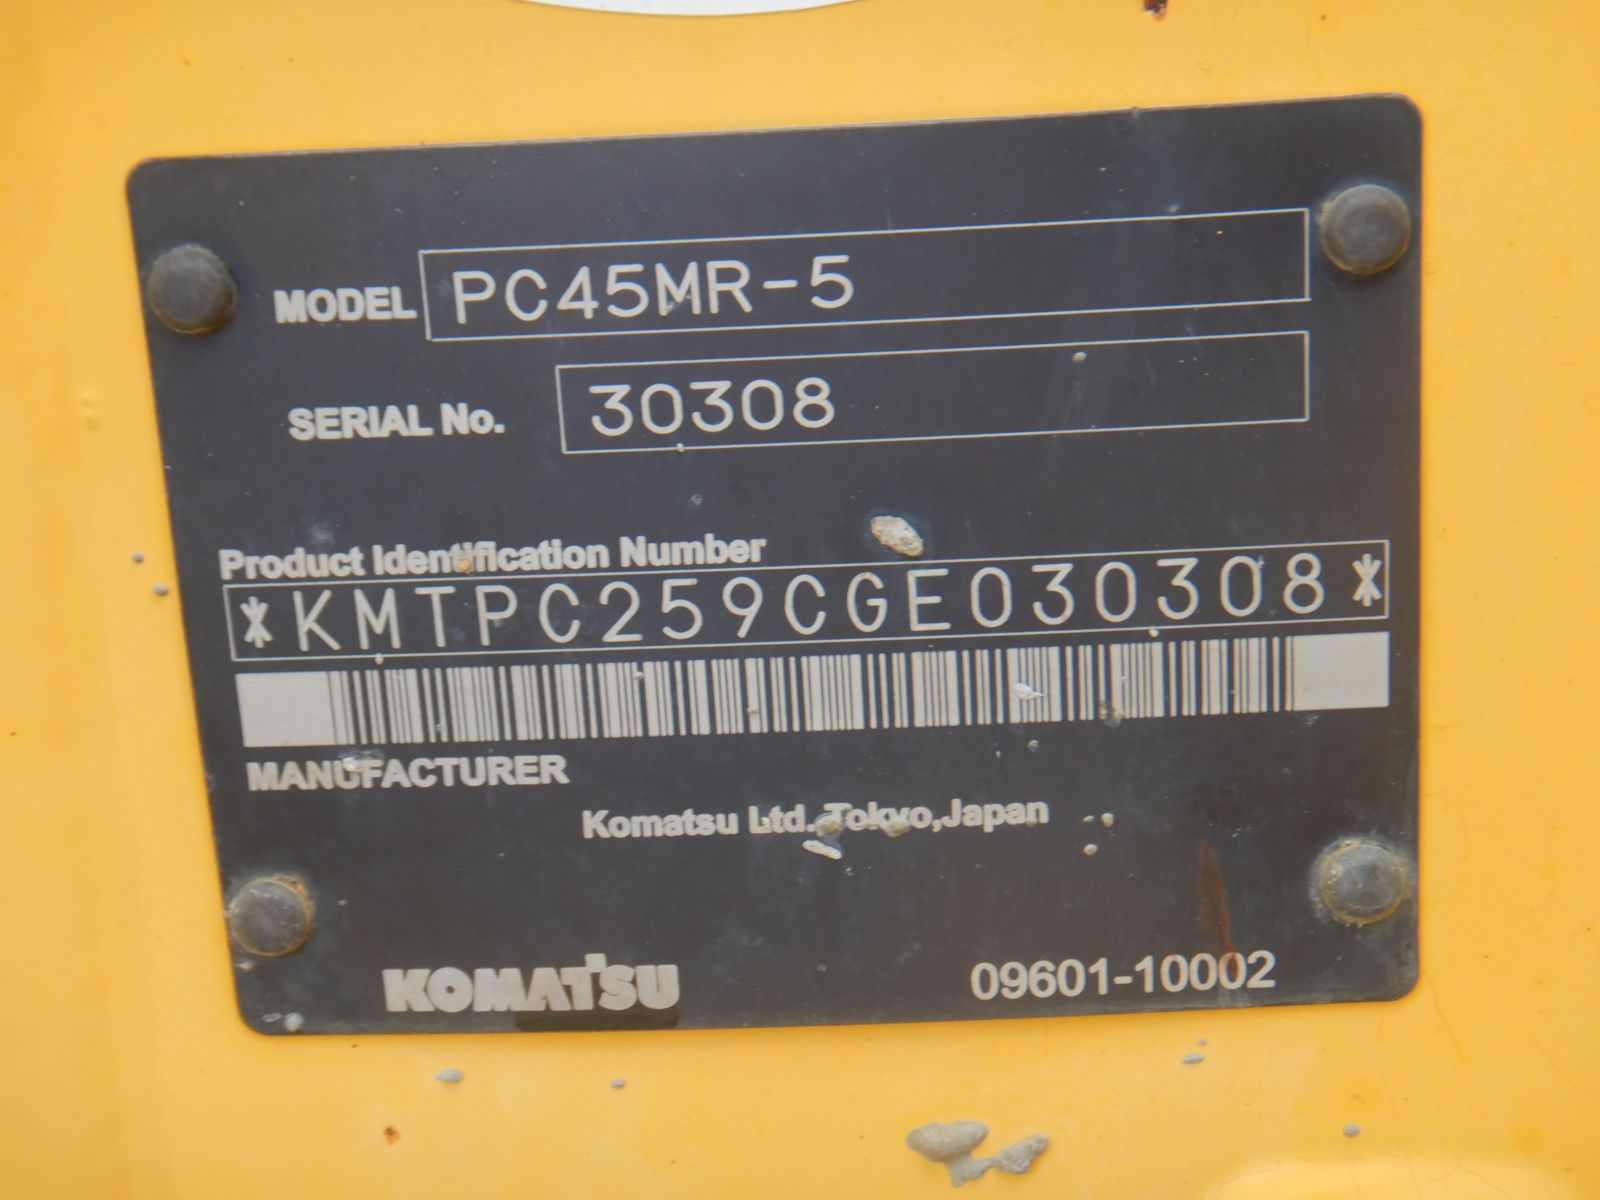 MODEL PC45MR-5
SERIAL No. 30308
Product Identification Number
*KMTPC259CGE030308*
MANUFACTURER
Komatsu Ltd. Tokyo,Japan
KOMATSU 09601-10002